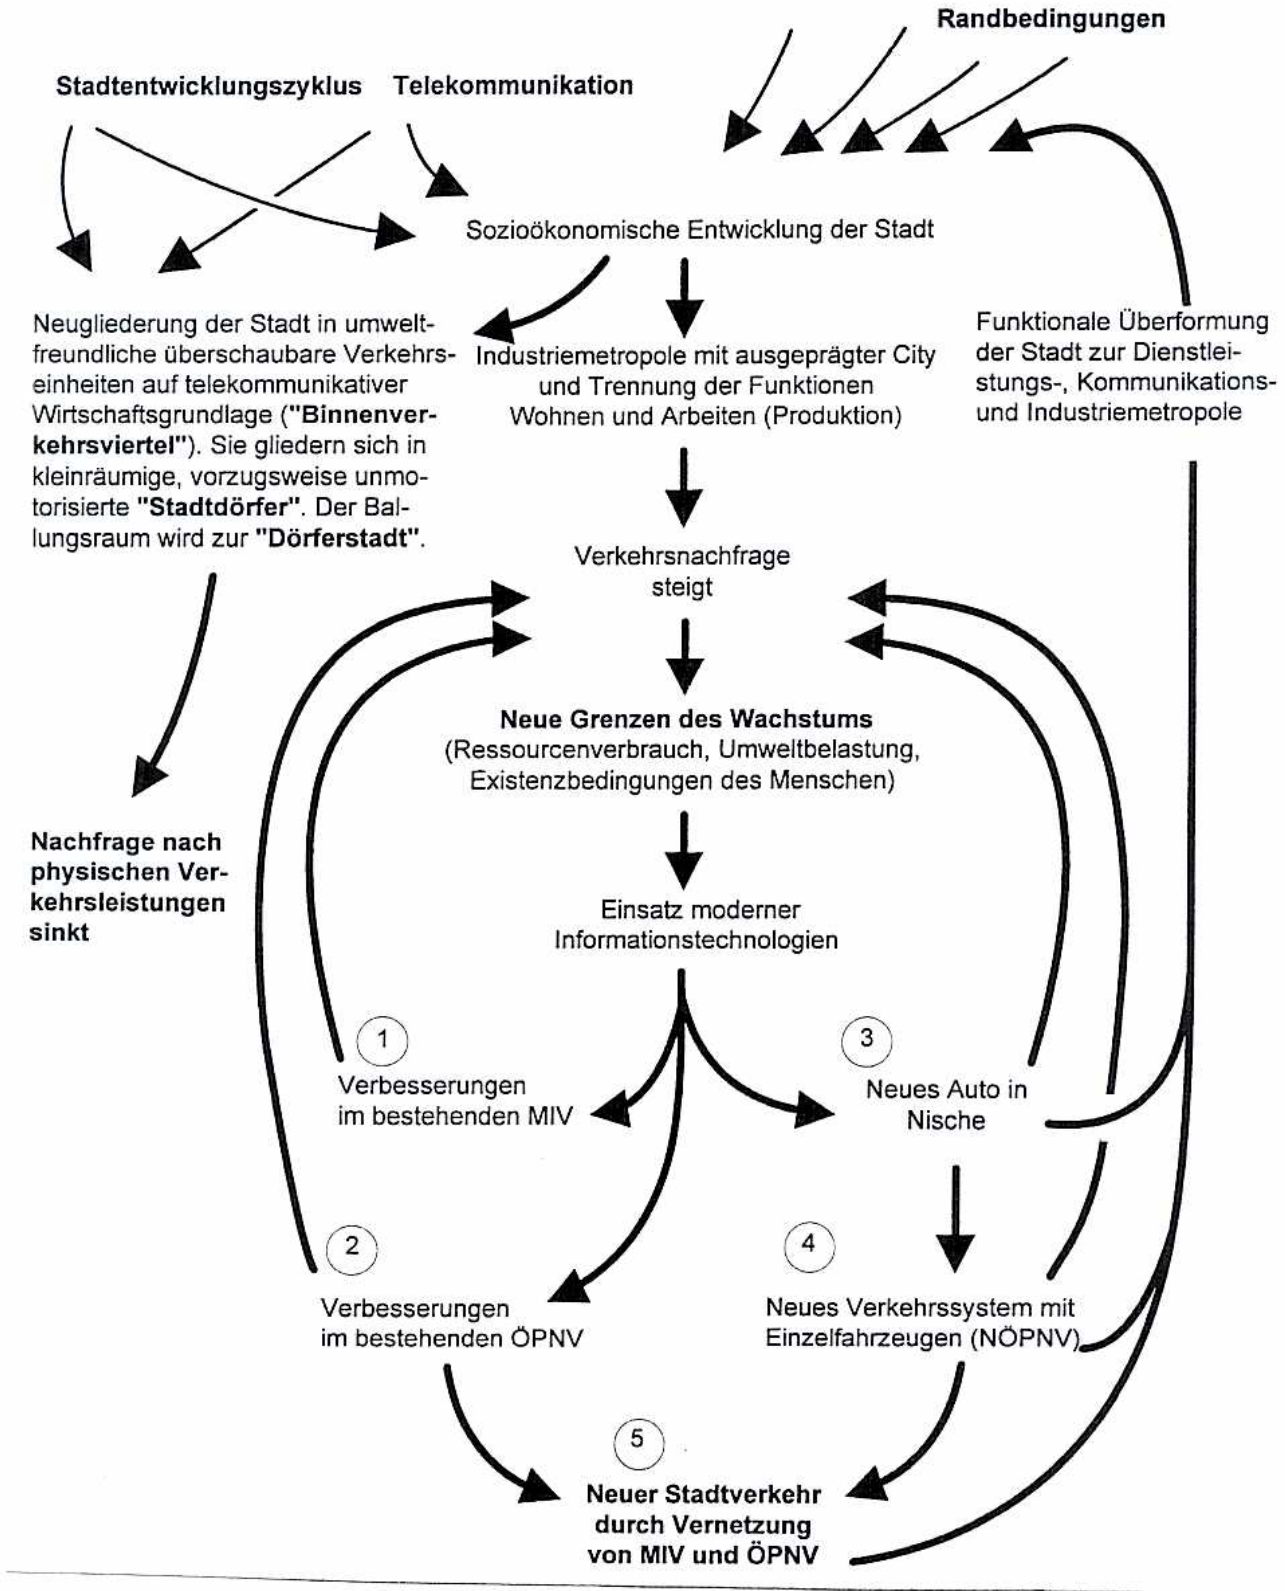 Randbedingungen
Stadtentwicklungszyklus
Telekommunikation
Sozioökonomische Entwicklung der Stadt
Neugliederung der Stadt in umwelt-
freundliche überschaubare Verkehrs-
einheiten auf telekommunikativer
Wirtschaftsgrundlage ("Binnenver-
kehrsviertel"). Sie gliedern sich in
kleinräumige, vorzugsweise unmo-
torisierte "Stadtdörfer". Der Bal-
lungsraum wird zur "Dörferstadt".
Industriemetropole mit ausgeprägter City
und Trennung der Funktionen
Wohnen und Arbeiten (Produktion)
Funktionale Überformung
der Stadt zur Dienstlei-
stungs-, Kommunikations-
und Industriemetropole
Verkehrsnachfrage
steigt
Neue Grenzen des Wachstums
(Ressourcenverbrauch, Umweltbelastung,
Existenzbedingungen des Menschen)
Nachfrage nach
physischen Ver-
kehrsleistungen
sinkt
Einsatz moderner
Informationstechnologien
1
Verbesserungen
im bestehenden MIV
3
Neues Auto in
Nische
2
Verbesserungen
im bestehenden ÖPNV
4
Neues Verkehrssystem mit
Einzelfahrzeugen (NÖPNV)
5
Neuer Stadtverkehr
durch Vernetzung
von MIV und ÖPNV